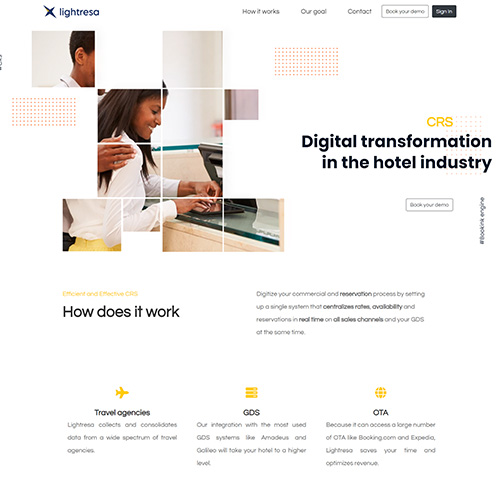 lightresa
How it works
Our goal
Contact
Book your demo
Sign In
CRS
Digital transformation
in the hotel industry
Book your demo
#Bookink engine
Efficient and Effective CRS
How does it work
Digitize your commercial and reservation process by setting
up a single system that centralizes rates, availability and
reservations in real time on all sales channels and your GDS
at the same time.
Travel agencies
Lightresa collects and consolidates
data from a wide spectrum of travel
agencies.
GDS
Our integration with the most used
GDS systems like Amadeus and
Galileo will take your hotel to a higher
level.
OTA
Because it can access a large number
of OTA like Booking.com and Expedia,
Lightresa saves your time and
optimizes revenue.